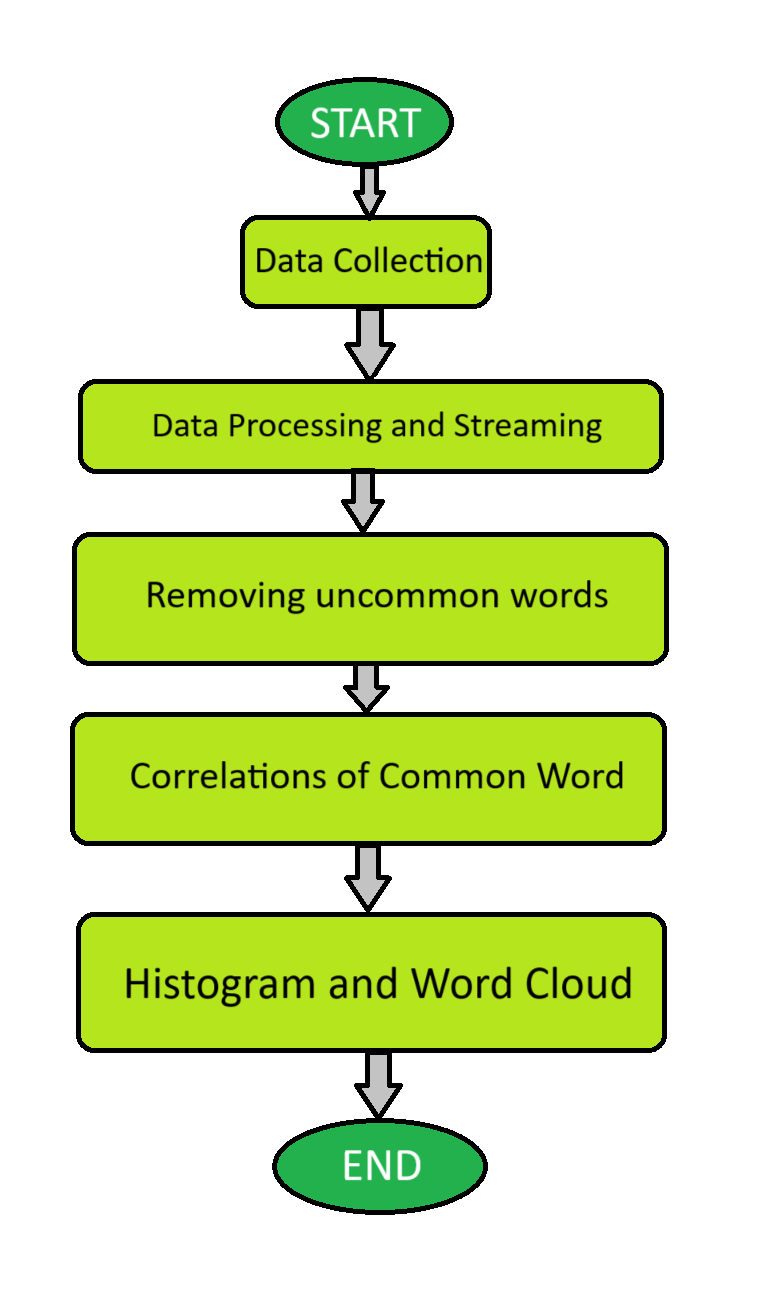 START
Data Collection
Data Processing and Streaming
Removing uncommon words
Correlations of Common Word
Histogram and Word Cloud
END